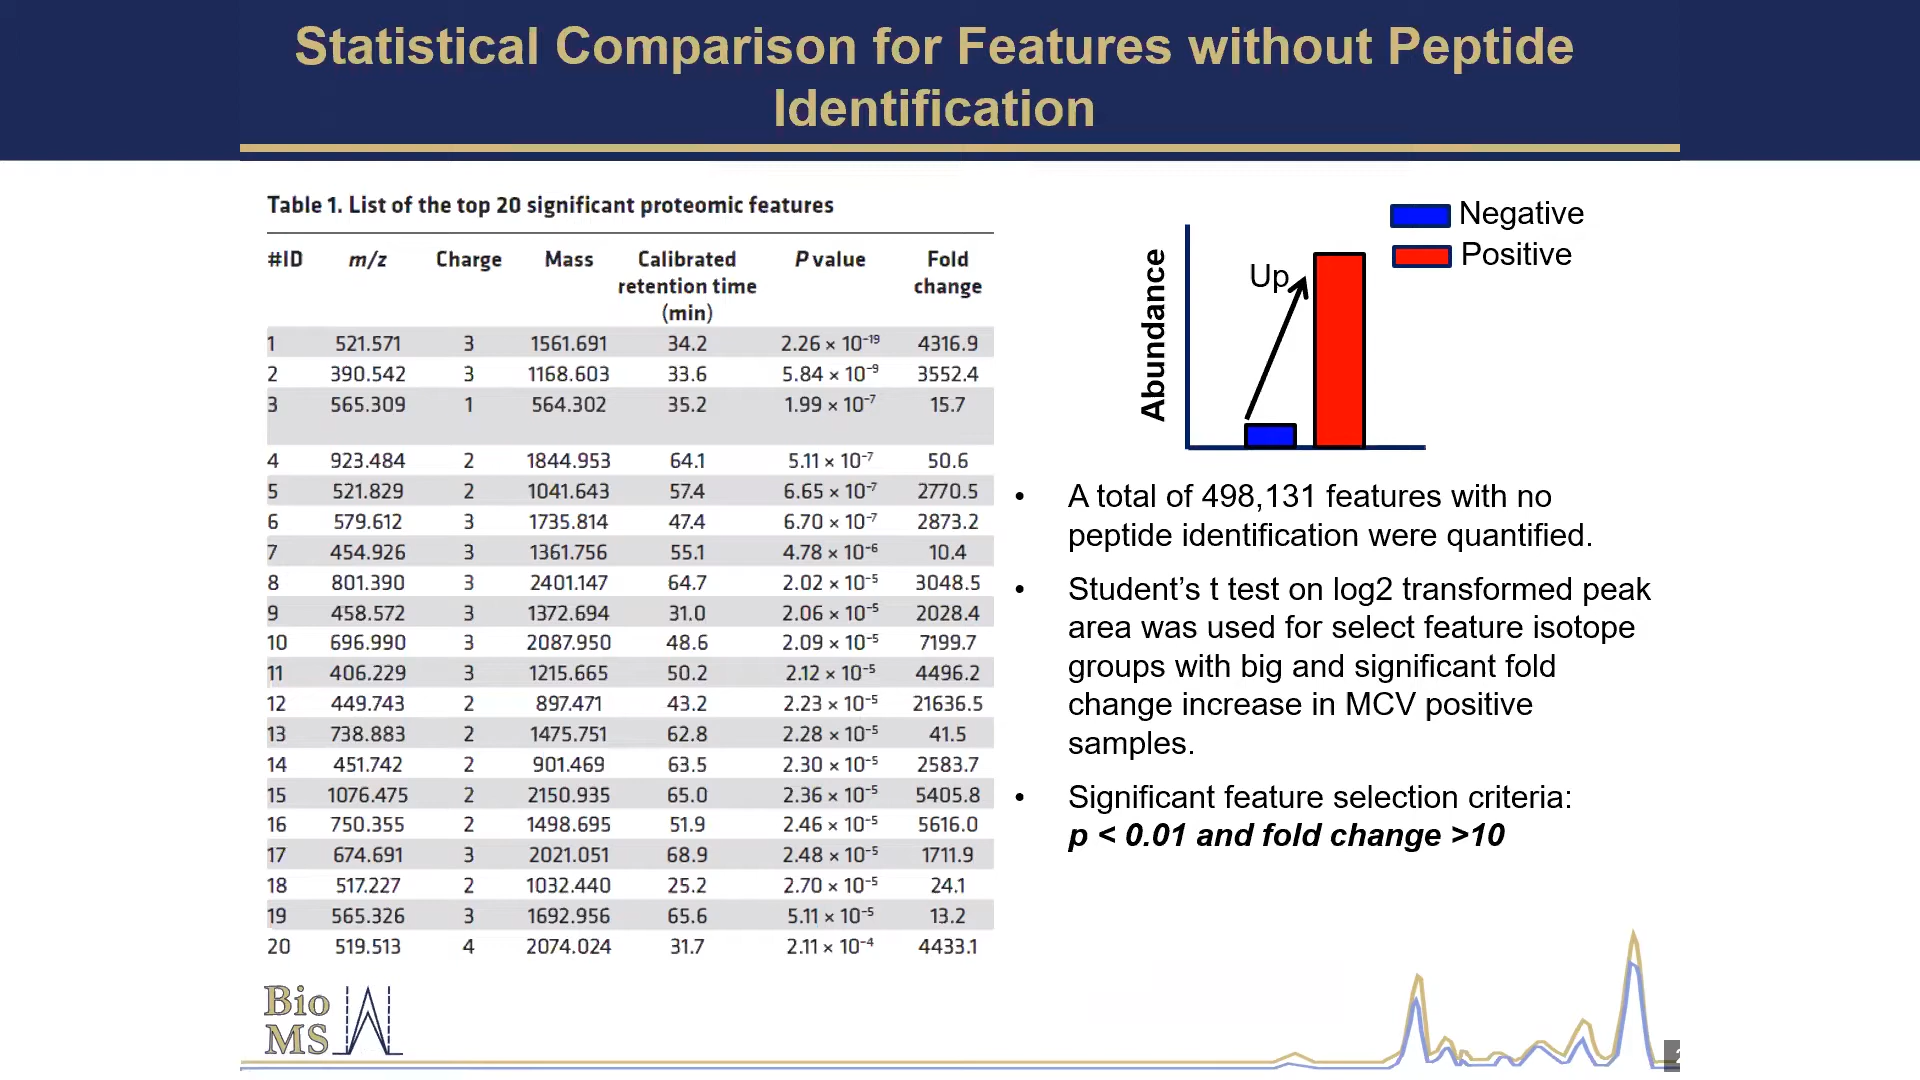 Statistical Comparison for Features without Peptide
Identification
Table 1. List of the top 20 significant proteomic features
#ID m/z Charge Mass Calibrated retention time (min) P value Fold change
1 521.571 3 1561.691 34.2 2.26 × 10⁻¹⁹ 4316.9
2 390.542 3 1168.603 33.6 5.84 × 10⁻⁹ 3552.4
3 565.309 1 564.302 35.2 1.99 × 10⁻⁷ 15.7
4 923.484 2 1844.953 64.1 5.11 × 10⁻⁷ 50.6
5 521.829 2 1041.643 57.4 6.65 × 10⁻⁷ 2770.5
6 579.612 3 1735.814 47.4 6.70 × 10⁻⁷ 2873.2
7 454.926 3 1361.756 55.1 4.78 × 10⁻⁶ 10.4
8 801.390 3 2401.147 64.7 2.02 × 10⁻⁵ 3048.5
9 458.572 3 1372.694 31.0 2.06 × 10⁻⁵ 2028.4
10 696.990 3 2087.950 48.6 2.09 × 10⁻⁵ 7199.7
11 406.229 3 1215.665 50.2 2.12 × 10⁻⁵ 4496.2
12 449.743 2 897.471 43.2 2.23 × 10⁻⁵ 21636.5
13 738.883 2 1475.751 62.8 2.28 × 10⁻⁵ 41.5
14 451.742 2 901.469 63.5 2.30 × 10⁻⁵ 2583.7
15 1076.475 2 2150.935 65.0 2.36 × 10⁻⁵ 5405.8
16 750.355 2 1498.695 51.9 2.46 × 10⁻⁵ 5616.0
17 674.691 3 2021.051 68.9 2.48 × 10⁻⁵ 1711.9
18 517.227 2 1032.440 25.2 2.70 × 10⁻⁵ 24.1
19 565.326 3 1692.956 65.6 5.11 × 10⁻⁵ 13.2
20 519.513 4 2074.024 31.7 2.11 × 10⁻⁴ 4433.1
Negative
Positive
Up
Abundance
• A total of 498,131 features with no
peptide identification were quantified.
• Student’s t test on log2 transformed peak
area was used for select feature isotope
groups with big and significant fold
change increase in MCV positive
samples.
• Significant feature selection criteria:
p < 0.01 and fold change >10
Bio
MS